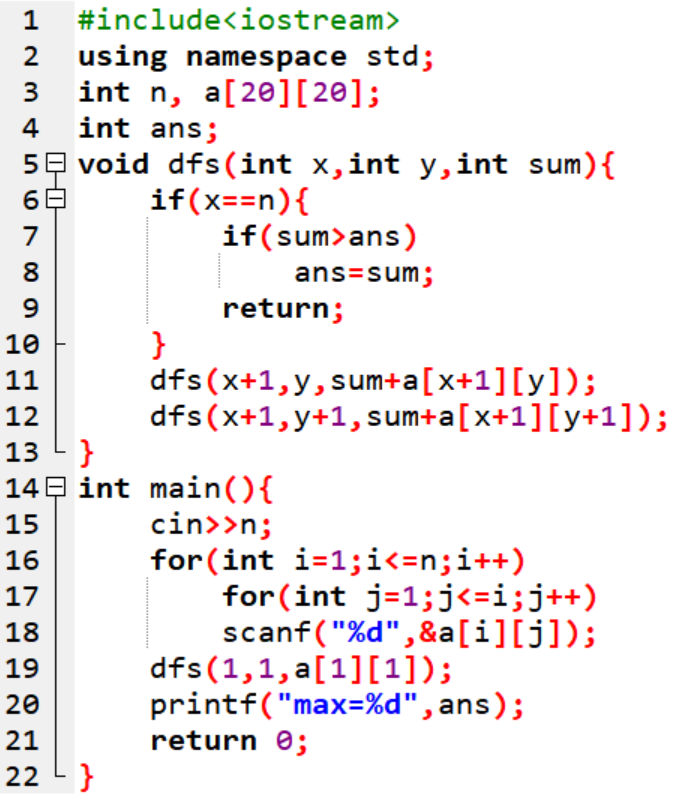 1 #include<iostream>
2 using namespace std;
3 int n, a[20][20];
4 int ans;
5 void dfs(int x,int y,int sum){
6     if(x==n){
7         if(sum>ans)
8             ans=sum;
9         return;
10     }
11     dfs(x+1,y,sum+a[x+1][y]);
12     dfs(x+1,y+1,sum+a[x+1][y+1]);
13 }
14 int main(){
15     cin>>n;
16     for(int i=1;i<=n;i++)
17         for(int j=1;j<=i;j++)
18         scanf("%d",&a[i][j]);
19     dfs(1,1,a[1][1]);
20     printf("max=%d",ans);
21     return 0;
22 }